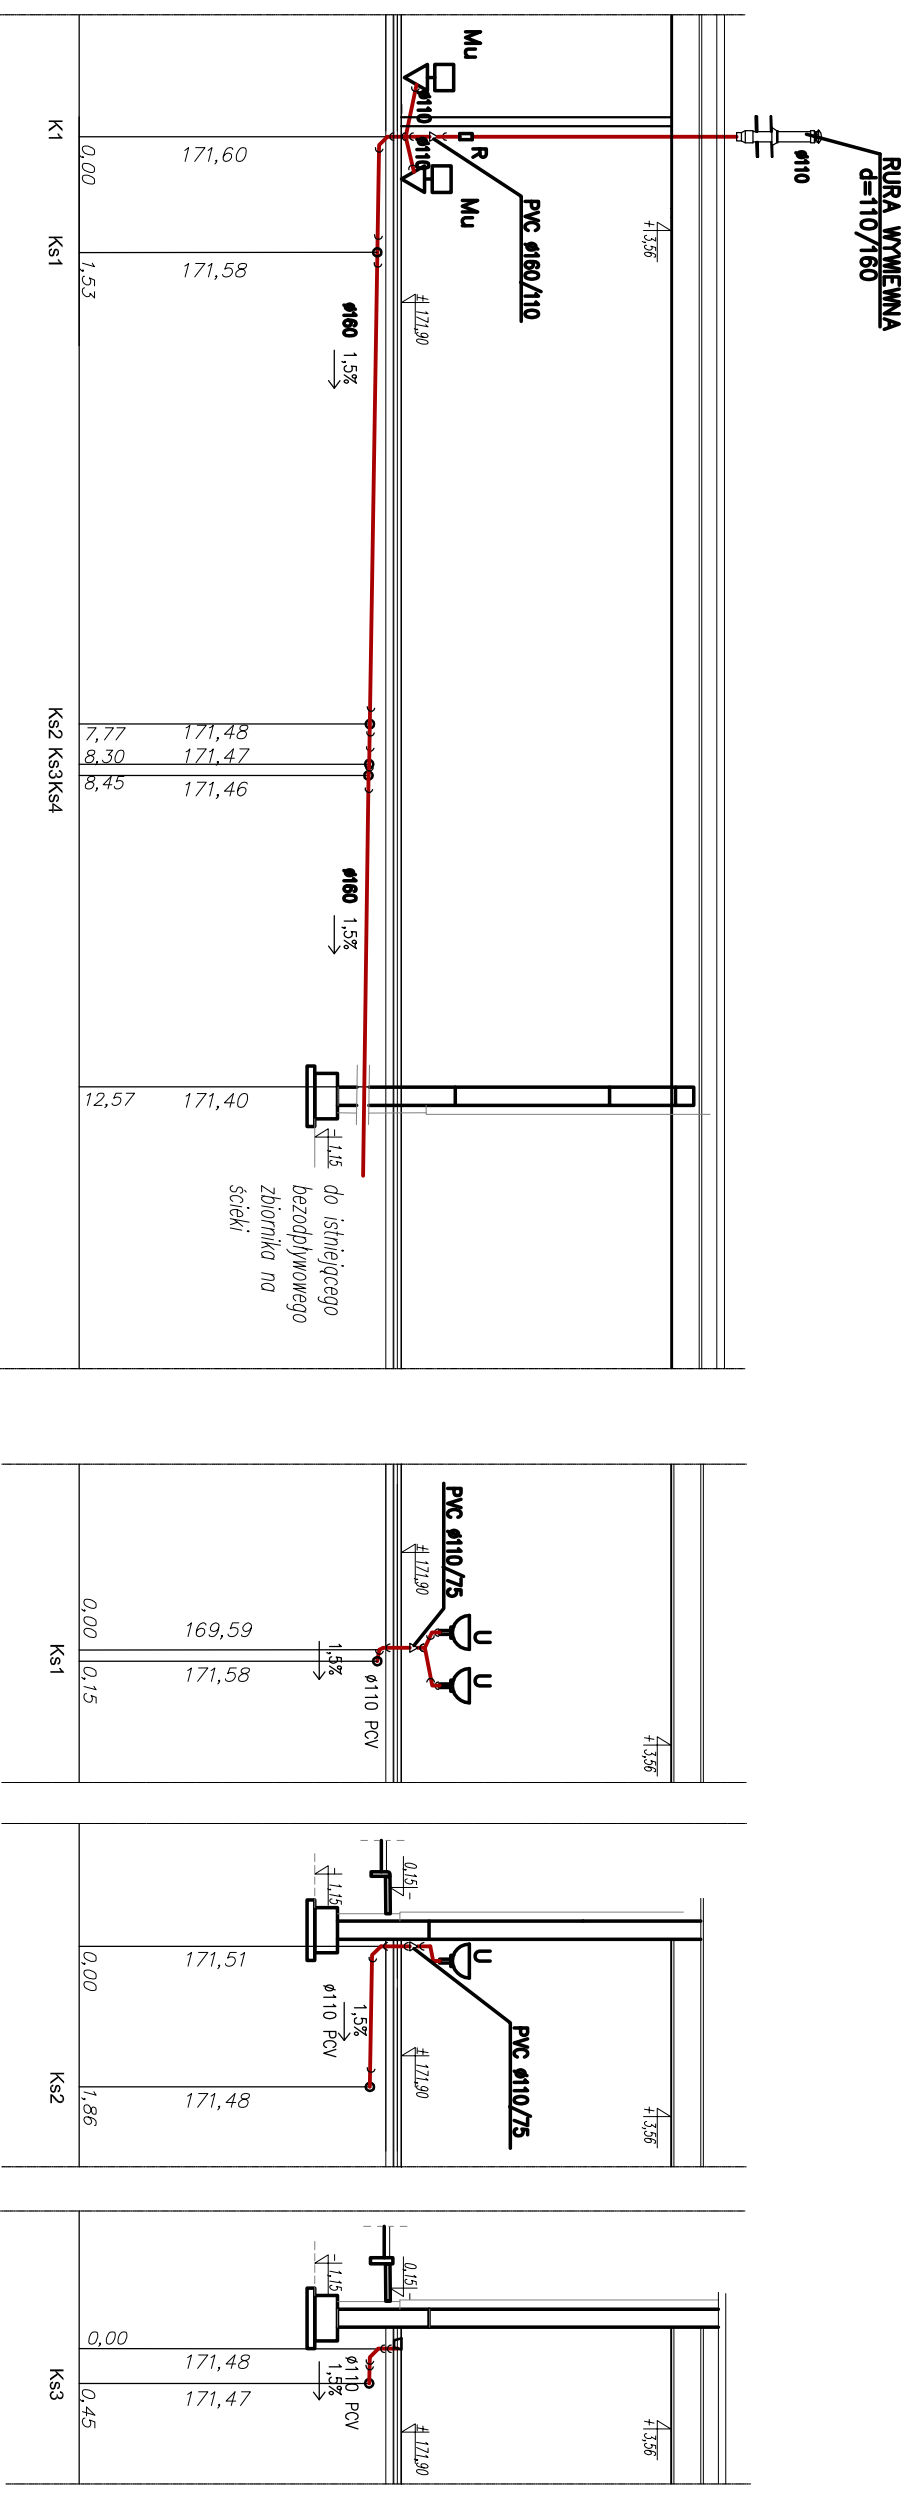 RURA WYWIEWNA
d=110/160
ø110
Mu
ø110
ø110
R
Mu
PVC ø160/110
+ 3,56
± 171,90
ø160 1,5%
ø160 1,5%
- 1,15
do istniejącego
bezodpływowego
zbiornika na
ścieki
171,60
171,58
171,48
171,47
171,46
171,40
0,00
1,53
7,77
8,30
8,45
12,57
K1
Ks1
Ks2
Ks3
Ks4
PVC ø110/75
U
U
± 171,90
+ 3,56
1,5%
ø110 PCV
169,59
171,58
0,00
0,15
Ks1
0,15 -
- 1,15
U
PVC ø110/75
1,5%
ø110 PCV
± 171,90
+ 3,56
171,51
171,48
0,00
1,86
Ks2
0,15 -
- 1,15
ø110 PCV
1,5%
± 171,90
+ 3,56
171,48
171,47
0,00
0,45
Ks3